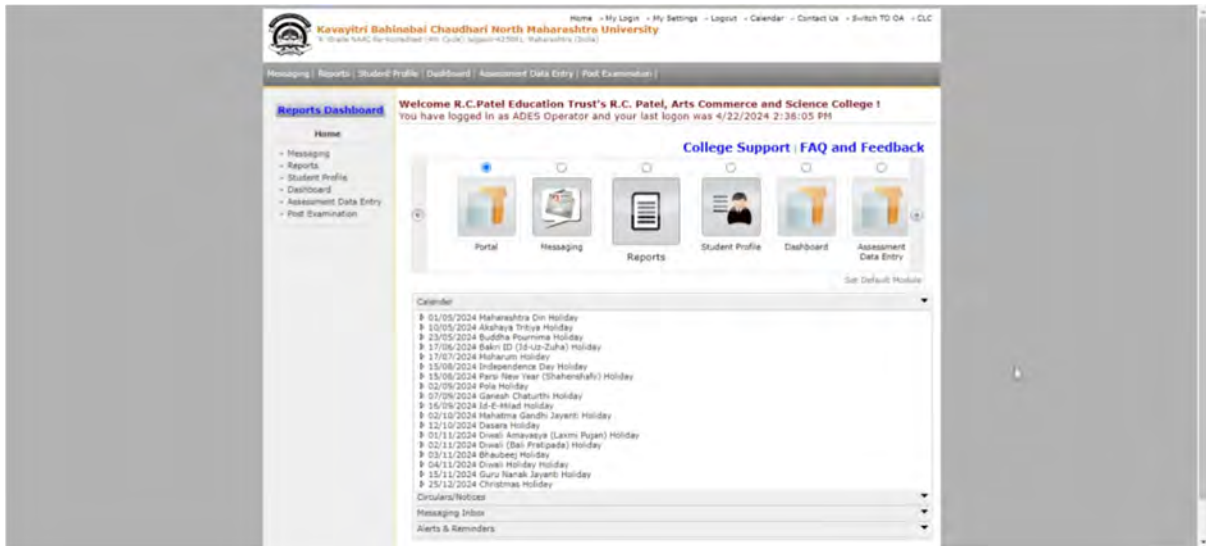 Home - My Login - My Settings - Logout - Calender - Contact Us - Switch TO OA - CLC
Kavayitri Bahinabai Chaudhari North Maharashtra University
Messaging | Reports | Student Profile | Dashboard | Assessment Data Entry | Post Examination |
Reports Dashboard
Home
- Messaging
- Reports
- Student Profile
- Dashboard
- Assessment Data Entry
- Post Examination
Welcome R.C.Patel Education Trust's R.C. Patel, Arts Commerce and Science College !
You have logged in as ADES Operator and your last logon was 4/22/2024 2:36:05 PM
College Support | FAQ and Feedback
Portal
Messaging
Reports
Student Profile
Dashboard
Assessment
Data Entry
Set Default Module
Calender
01/05/2024 Maharashtra Din Holiday
10/05/2024 Akshaya Tritiya Holiday
23/05/2024 Buddha Pournima Holiday
17/06/2024 Bakri ID (Id-Uz-Zuha) Holiday
17/07/2024 Moharum Holiday
15/08/2024 Independence Day Holiday
Parsi New Year (Shahenshahi) Holiday
02/09/2024 Pola Holiday
07/09/2024 Ganesh Chaturthi Holiday
16/09/2024 Id-E-Milad Holiday
02/10/2024 Mahatma Gandhi Jayanti Holiday
12/10/2024 Dasara Holiday
01/11/2024 Diwali Amavasya (Laxmi Pujan) Holiday
02/11/2024 Diwali (Bali Pratipada) Holiday
03/11/2024 Bhaubeej Holiday
04/11/2024 Diwali Holiday Holiday
15/11/2024 Guru Nanak Jayanti Holiday
25/12/2024 Christmas Holiday
Circulars/Notices
Messaging Inbox
Alerts & Reminders